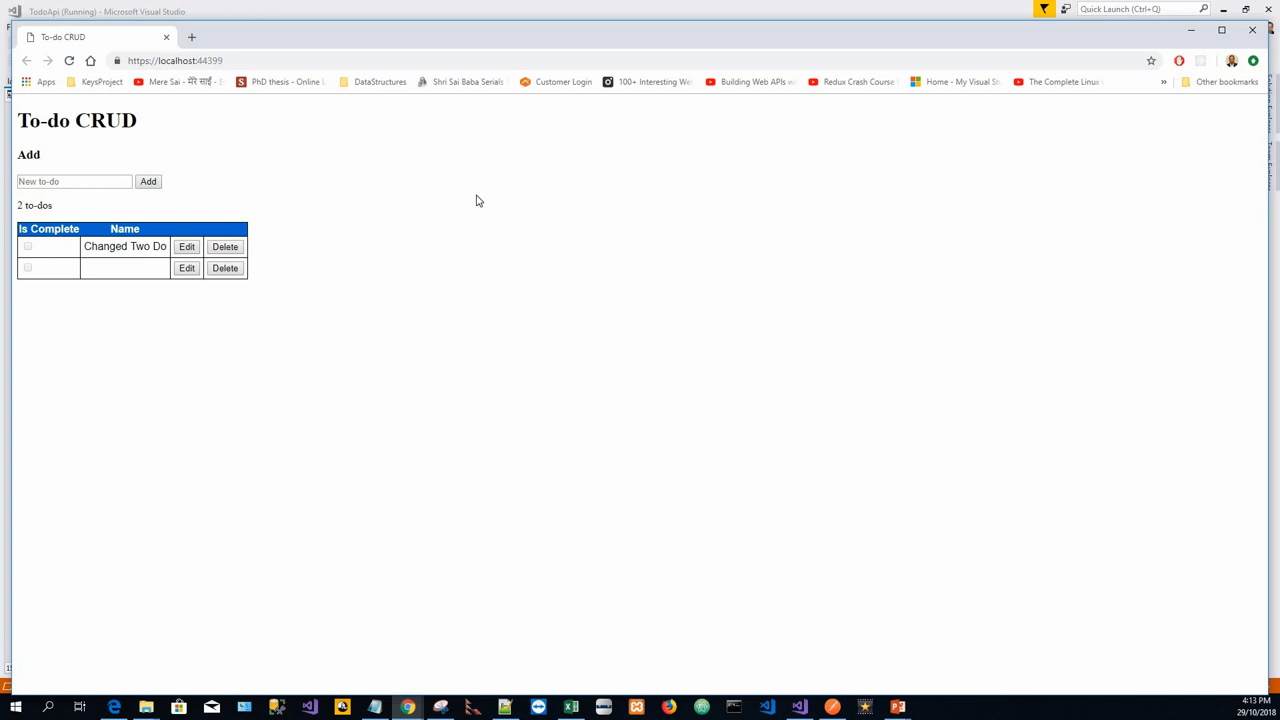 TodoApi (Running) - Microsoft Visual Studio
Quick Launch (Ctrl+Q)
To-do CRUD
https://localhost:44399
Apps
KeysProject
Mere Sai - मेरे साईं -
PhD thesis - Online L
DataStructures
Shri Sai Baba Serials
Customer Login
100+ Interesting We
Building Web APIs w
Redux Crash Course
Home - My Visual St
The Complete Linux
»
Other bookmarks
To-do CRUD
Add
New to-do
Add
2 to-dos
Is Complete Name
Changed Two Do Edit Delete
Edit Delete
4:13 PM
29/10/2018